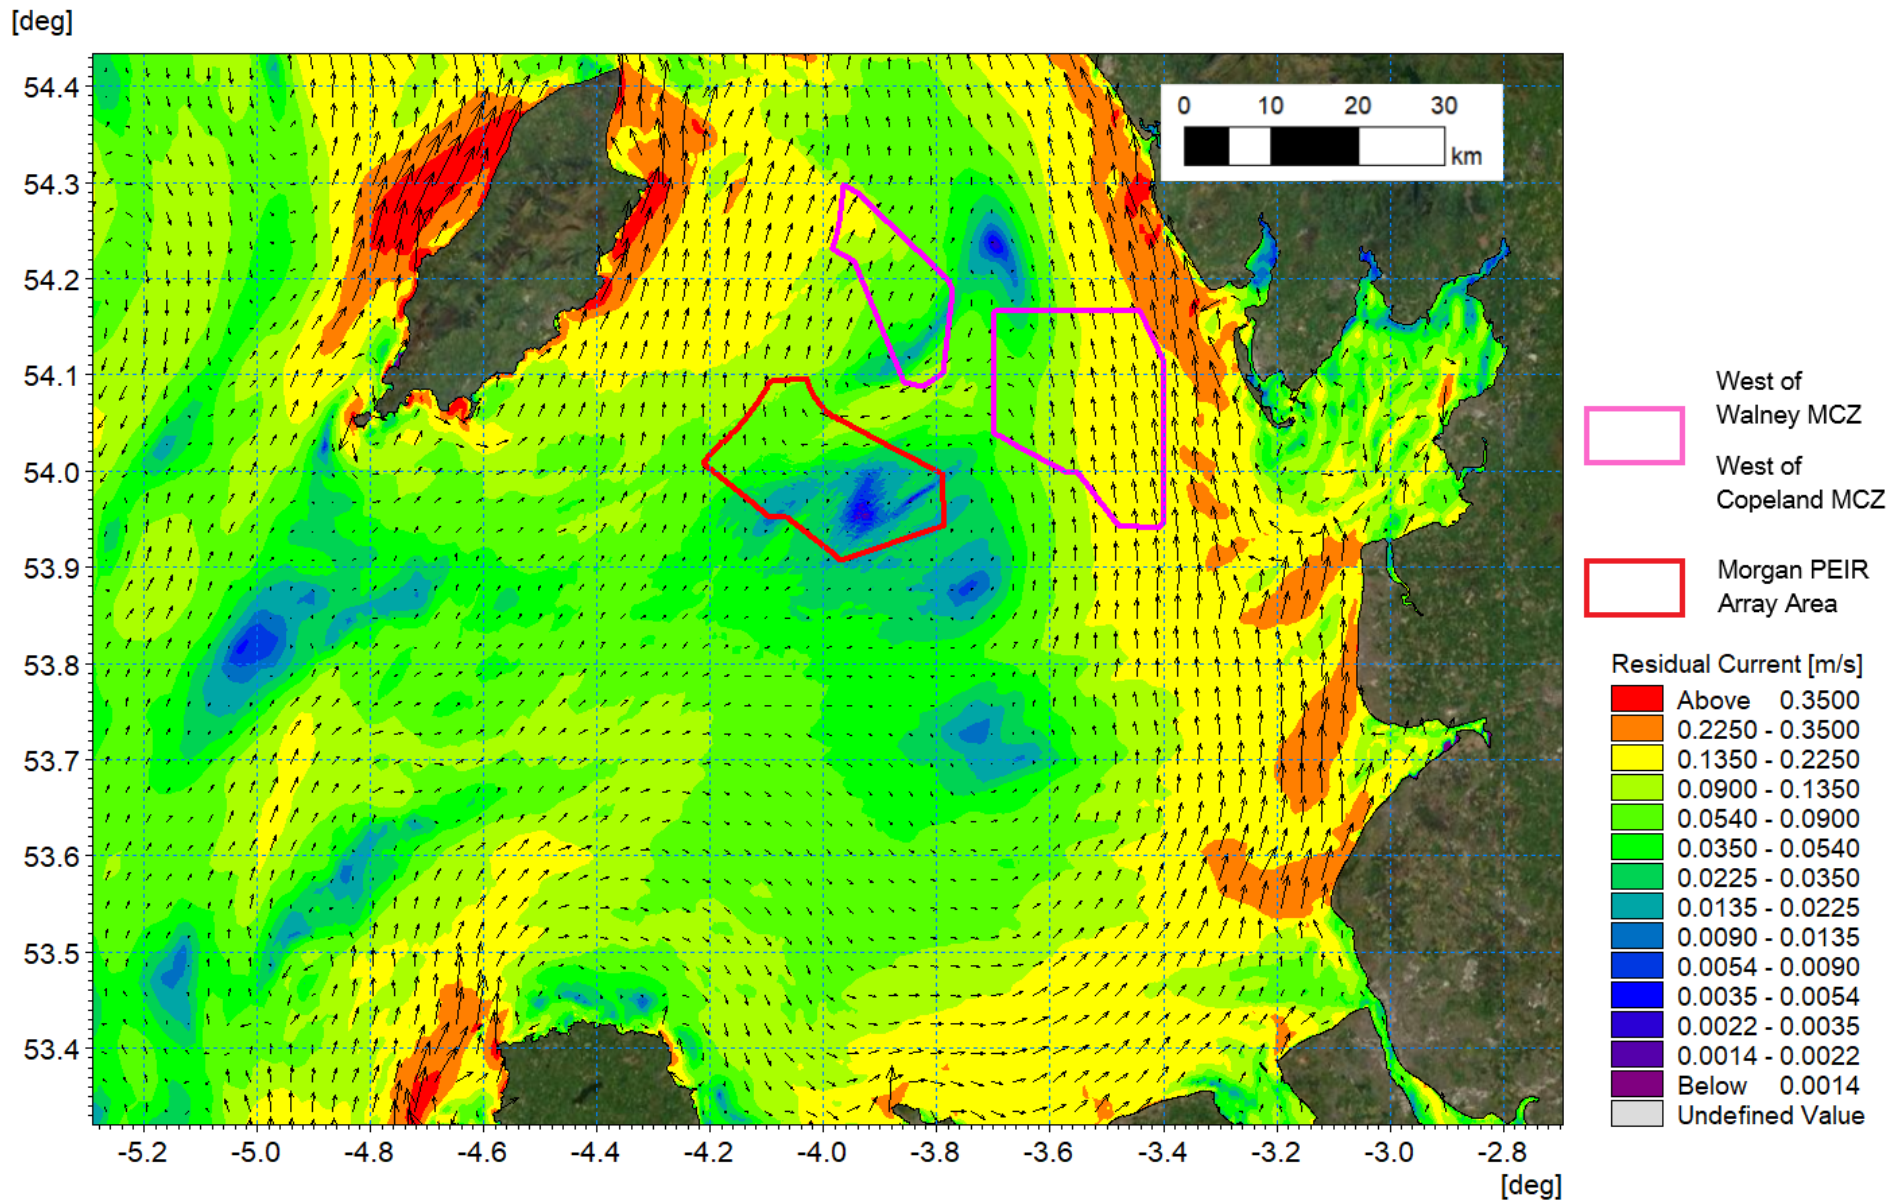 [deg]
0 10 20 30
km
54.4
54.3
54.2
54.1
54.0
53.9
53.8
53.7
53.6
53.5
53.4
-5.2 -5.0 -4.8 -4.6 -4.4 -4.2 -4.0 -3.8 -3.6 -3.4 -3.2 -3.0 -2.8
[deg]
West of
Walney MCZ
West of
Copeland MCZ
Morgan PEIR
Array Area
Residual Current [m/s]
Above 0.3500
0.2250 - 0.3500
0.1350 - 0.2250
0.0900 - 0.1350
0.0540 - 0.0900
0.0350 - 0.0540
0.0225 - 0.0350
0.0135 - 0.0225
0.0090 - 0.0135
0.0054 - 0.0090
0.0035 - 0.0054
0.0022 - 0.0035
0.0014 - 0.0022
Below 0.0014
Undefined Value